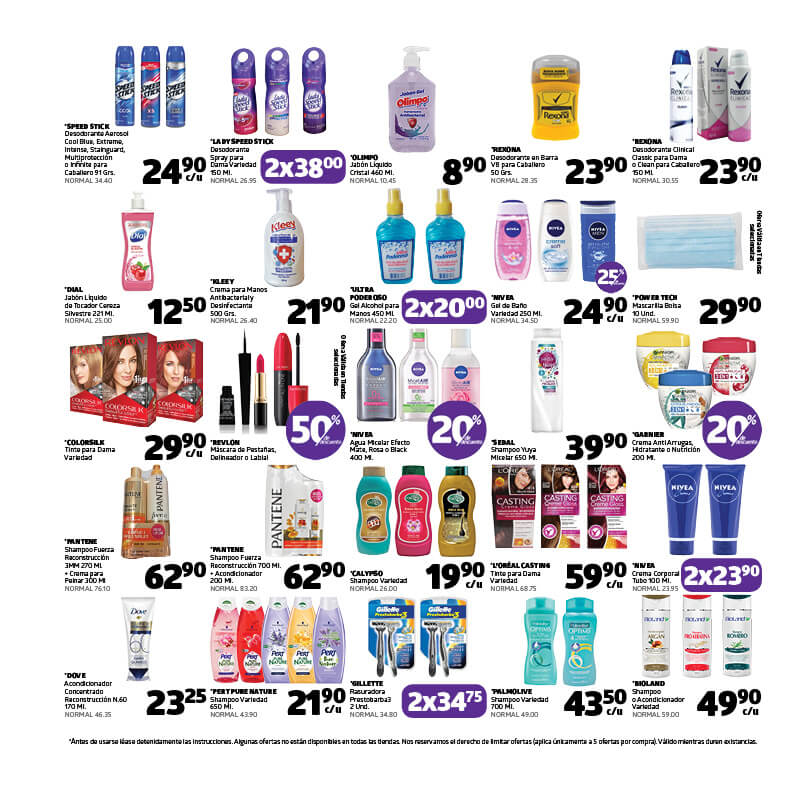 *SPEED STICK
Desodorante Aerosol
Cool Blue, Extreme,
Intense, Stainguard,
Multiprotección
o Infinite para
Caballero 91 Grs.
NORMAL 34.40
24.90
c/u
*LADY SPEED STICK
Desodorante
Spray para
Dama Variedad
150 Ml.
NORMAL 26.95
2x38.00
*OLIMPO
Jabón Líquido
Cristal 460 Ml.
NORMAL 10.45
8.90
*REXONA
Desodorante en Barra
V8 para Caballero
50 Grs.
NORMAL 28.35
23.90
*REXONA
Desodorante Clinical
Classic para Dama
o Clean para Caballero
150 Ml.
NORMAL 30.55
23.90
c/u
*DIAL
Jabón Líquido
de Tocador Cereza
Silvestre 221 Ml.
NORMAL 25.00
12.50
*KLEEY
Crema para Manos
Antibacterial y
Desinfectante
500 Grs.
NORMAL 26.40
21.90
*ULTRA
PODEROSO
Gel Alcohol para
Manos 450 Ml.
NORMAL 22.20
2x20.00
*NIVEA
Gel de Baño
Variedad 250 Ml.
NORMAL 34.50
25%
24.90
c/u
Oferta Válida en Tiendas
seleccionadas
*POWER TECH
Mascarilla Bolsa
10 Und.
NORMAL 59.90
29.90
*COLORSILK
Tinte para Dama
Variedad
29.90
c/u
*REVLON
Máscara de Pestañas,
Delineador o Labial
50%
de descuento
Oferta Válida en Tiendas
seleccionadas
*NIVEA
Agua Micelar Efecto
Mate, Rosa o Black
400 Ml.
20%
de descuento
*SEDAL
Shampoo Yuya
Micelar 650 Ml.
39.90
*GARNIER
Crema Anti Arrugas,
Hidratante o Nutrición
200 Ml.
20%
de descuento
*PANTENE
Shampoo Fuerza
Reconstrucción
3MM 270 Ml.
+ Crema para
Peinar 300 Ml
NORMAL 76.10
62.90
*PANTENE
Shampoo Fuerza
Reconstrucción 700 Ml.
+ Acondicionador
200 Ml.
NORMAL 83.20
62.90
c/u
*CALYPSO
Shampoo Variedad
NORMAL 26.00
19.90
c/u
*L'ORÉAL CASTING
Tinte para Dama
Variedad
NORMAL 68.75
59.90
c/u
*NIVEA
Crema Corporal
Tubo 100 Ml.
NORMAL 23.95
2x23.90
*DOVE
Acondicionador
Concentrado
Reconstrucción N.60
170 Ml.
NORMAL 46.35
23.25
*PERT PURE NATURE
Shampoo Variedad
650 Ml.
NORMAL 43.90
21.90
c/u
*GILLETTE
Rasuradora
Prestobarba3
2 Und.
NORMAL 34.80
2x34.75
*PALMOLIVE
Shampoo Variedad
700 Ml.
NORMAL 49.00
43.50
c/u
*BIOLAND
Shampoo
o Acondicionador
Variedad
NORMAL 59.00
49.90
c/u
*Antes de usarse léase detenidamente las instrucciones. Algunas ofertas no están disponibles en todas las tiendas. Nos reservamos el derecho de limitar ofertas (aplica únicamente a 5 ofertas por compra). Válido mientras duren existencias.